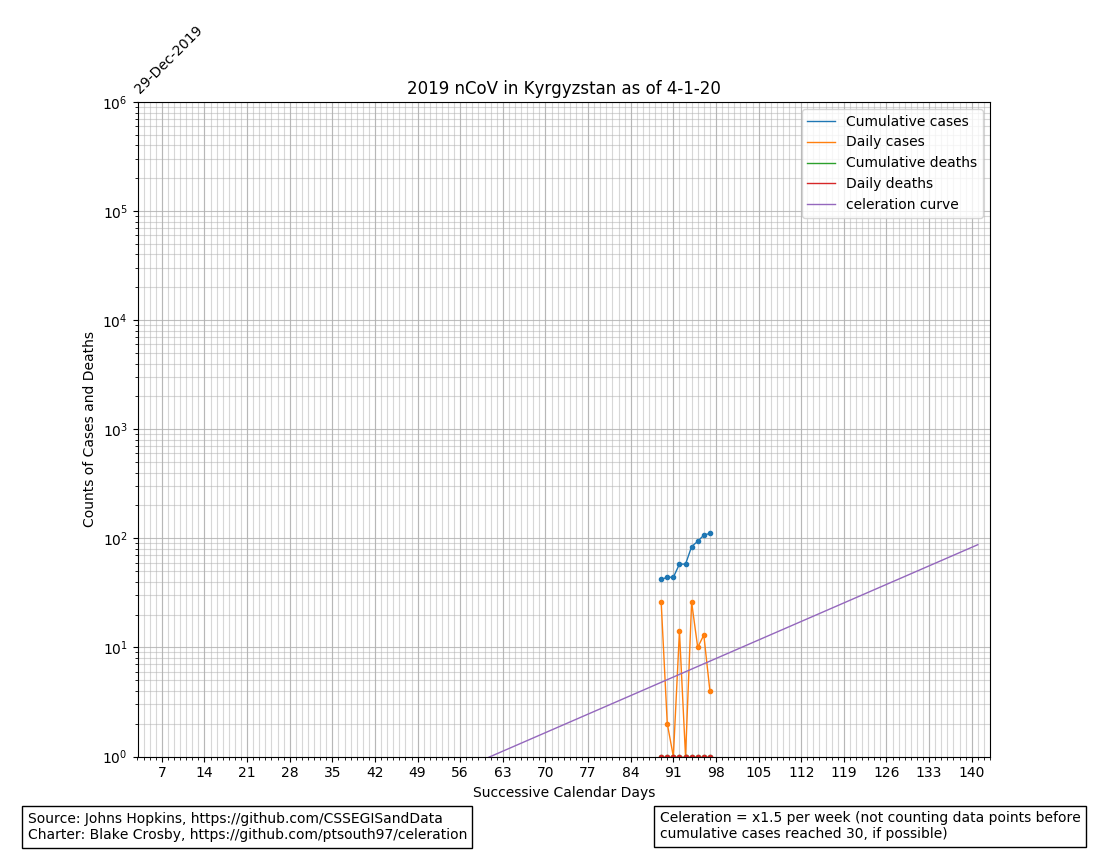 29-Dec-2019
2019 nCoV in Kyrgyzstan as of 4-1-20
Cumulative cases
Daily cases
Cumulative deaths
Daily deaths
celeration curve
10^6
10^5
10^4
10^3
10^2
10^1
10^0
Counts of Cases and Deaths
7 14 21 28 35 42 49 56 63 70 77 84 91 98 105 112 119 126 133 140
Successive Calendar Days
Source: Johns Hopkins, https://github.com/CSSEGISandData
Charter: Blake Crosby, https://github.com/ptsouth97/celeration
Celeration = x1.5 per week (not counting data points before
cumulative cases reached 30, if possible)